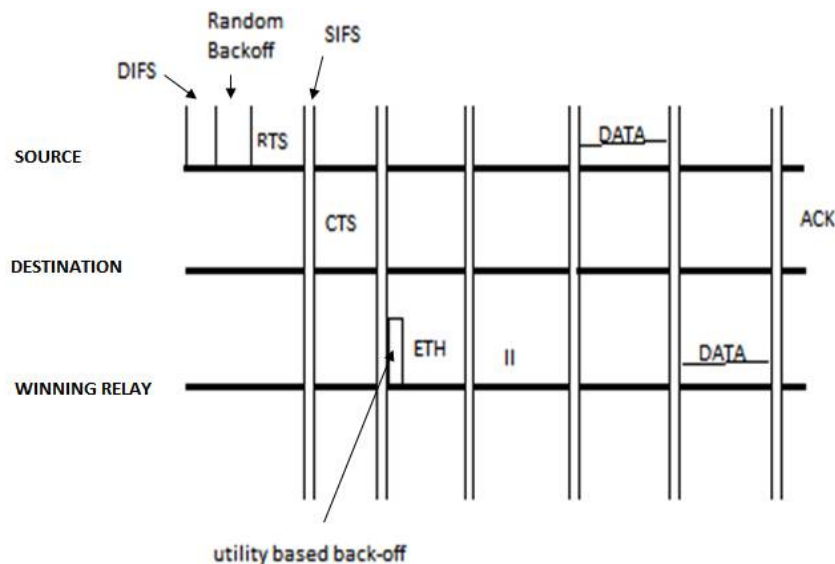 Random
Backoff
SIFS
DIFS
RTS
DATA
SOURCE
CTS
ACK
DESTINATION
ETH
II
DATA
WINNING RELAY
utility based back-off